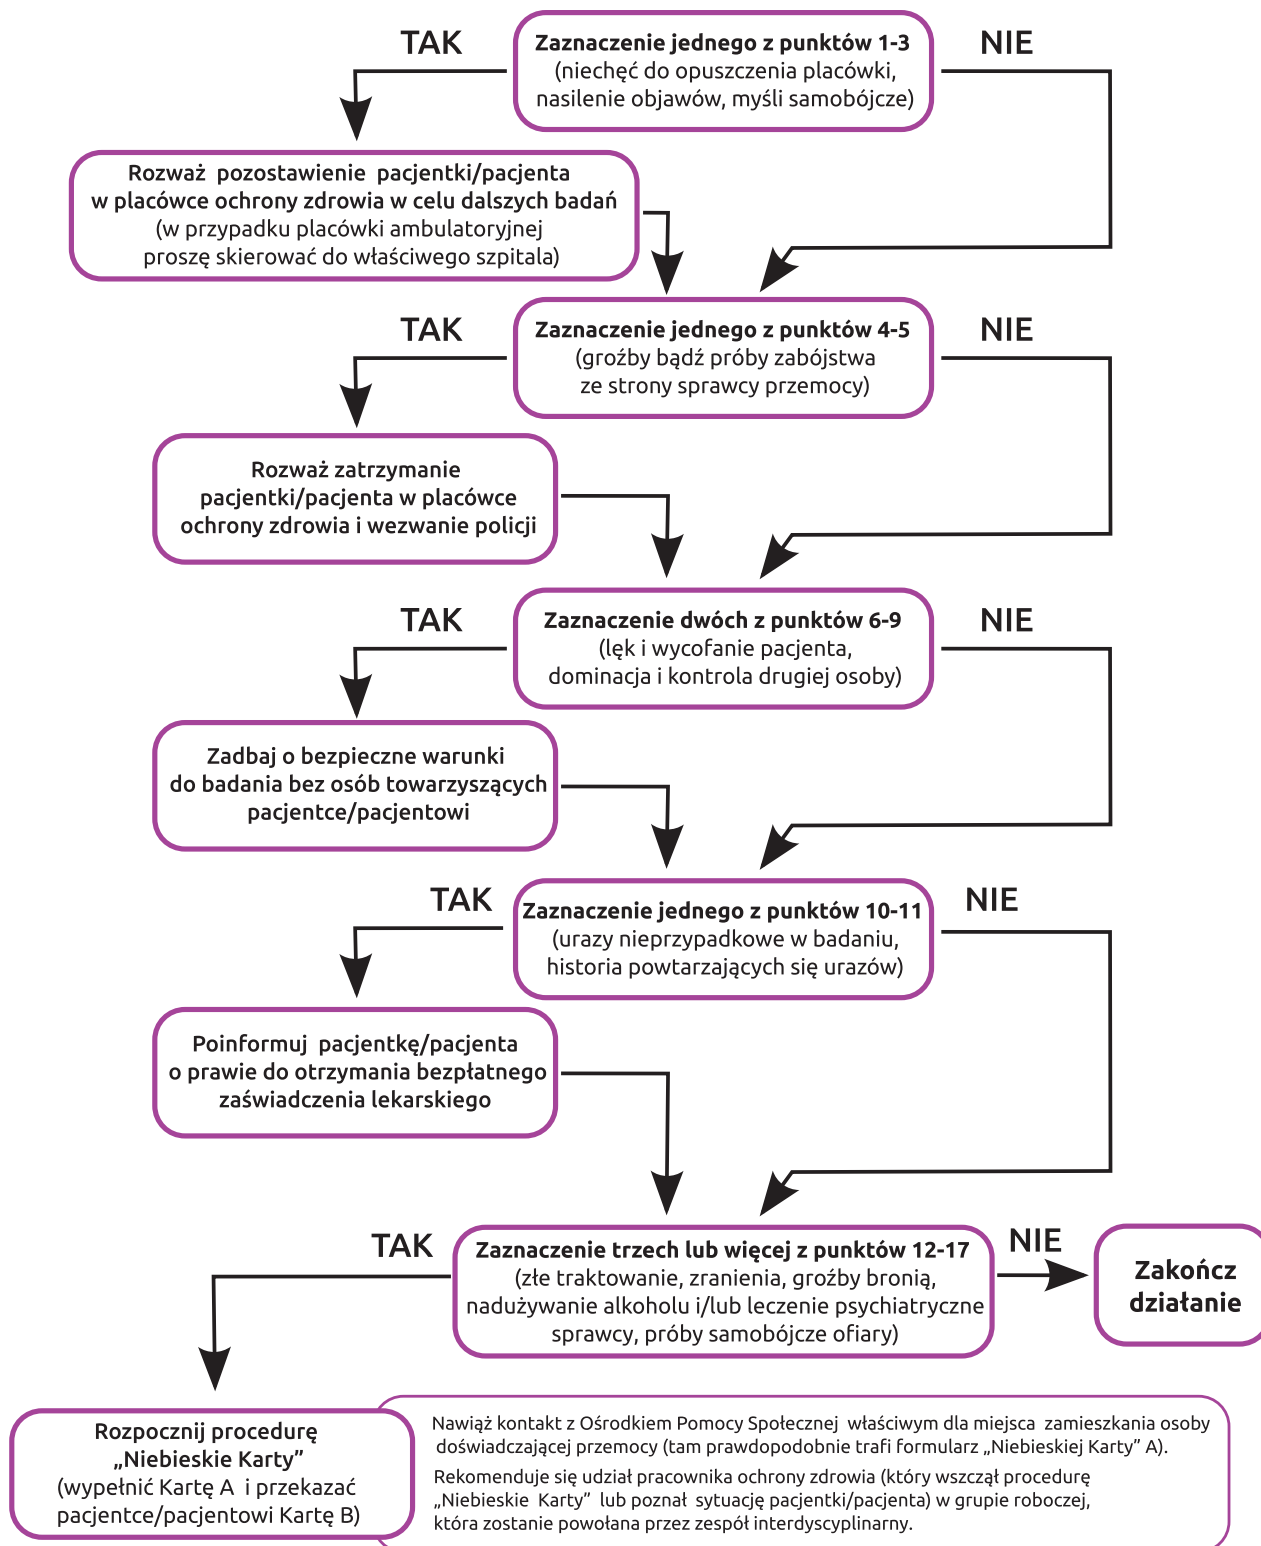 TAK
Zaznaczenie jednego z punktów 1-3
(niechęć do opuszczenia placówki,
nasilenie objawów, myśli samobójcze)
NIE
Rozważ pozostawienie pacjentki/pacjenta
w placówce ochrony zdrowia w celu dalszych badań
(w przypadku placówki ambulatoryjnej
proszę skierować do właściwego szpitala)
TAK
Zaznaczenie jednego z punktów 4-5
(groźby bądź próby zabójstwa
ze strony sprawcy przemocy)
NIE
Rozważ zatrzymanie
pacjentki/pacjenta w placówce
ochrony zdrowia i wezwanie policji
TAK
Zaznaczenie dwóch z punktów 6-9
(lęk i wycofanie pacjenta,
dominacja i kontrola drugiej osoby)
NIE
Zadbaj o bezpieczne warunki
do badania bez osób towarzyszących
pacjentce/pacjentowi
TAK
Zaznaczenie jednego z punktów 10-11
(urazy nieprzypadkowe w badaniu,
historia powtarzających się urazów)
NIE
Poinformuj pacjentkę/pacjenta
o prawie do otrzymania bezpłatnego
zaświadczenia lekarskiego
TAK
Zaznaczenie trzech lub więcej z punktów 12-17
(złe traktowanie, zranienia, groźby bronią,
nadużywanie alkoholu i/lub leczenie psychiatryczne
sprawcy, próby samobójcze ofiary)
NIE
Zakończ
działanie
Rozpocznij procedurę
„Niebieskie Karty”
(wypełnić Kartę A i przekazać
pacjentce/pacjentowi Kartę B)
Nawiąż kontakt z Ośrodkiem Pomocy Społecznej właściwym dla miejsca zamieszkania osoby
doświadczającej przemocy (tam prawdopodobnie trafi formularz „Niebieskiej Karty” A).
Rekomenduje się udział pracownika ochrony zdrowia (który wszczął procedurę
„Niebieskie Karty” lub poznał sytuację pacjentki/pacjenta) w grupie roboczej,
która zostanie powołana przez zespół interdyscyplinarny.